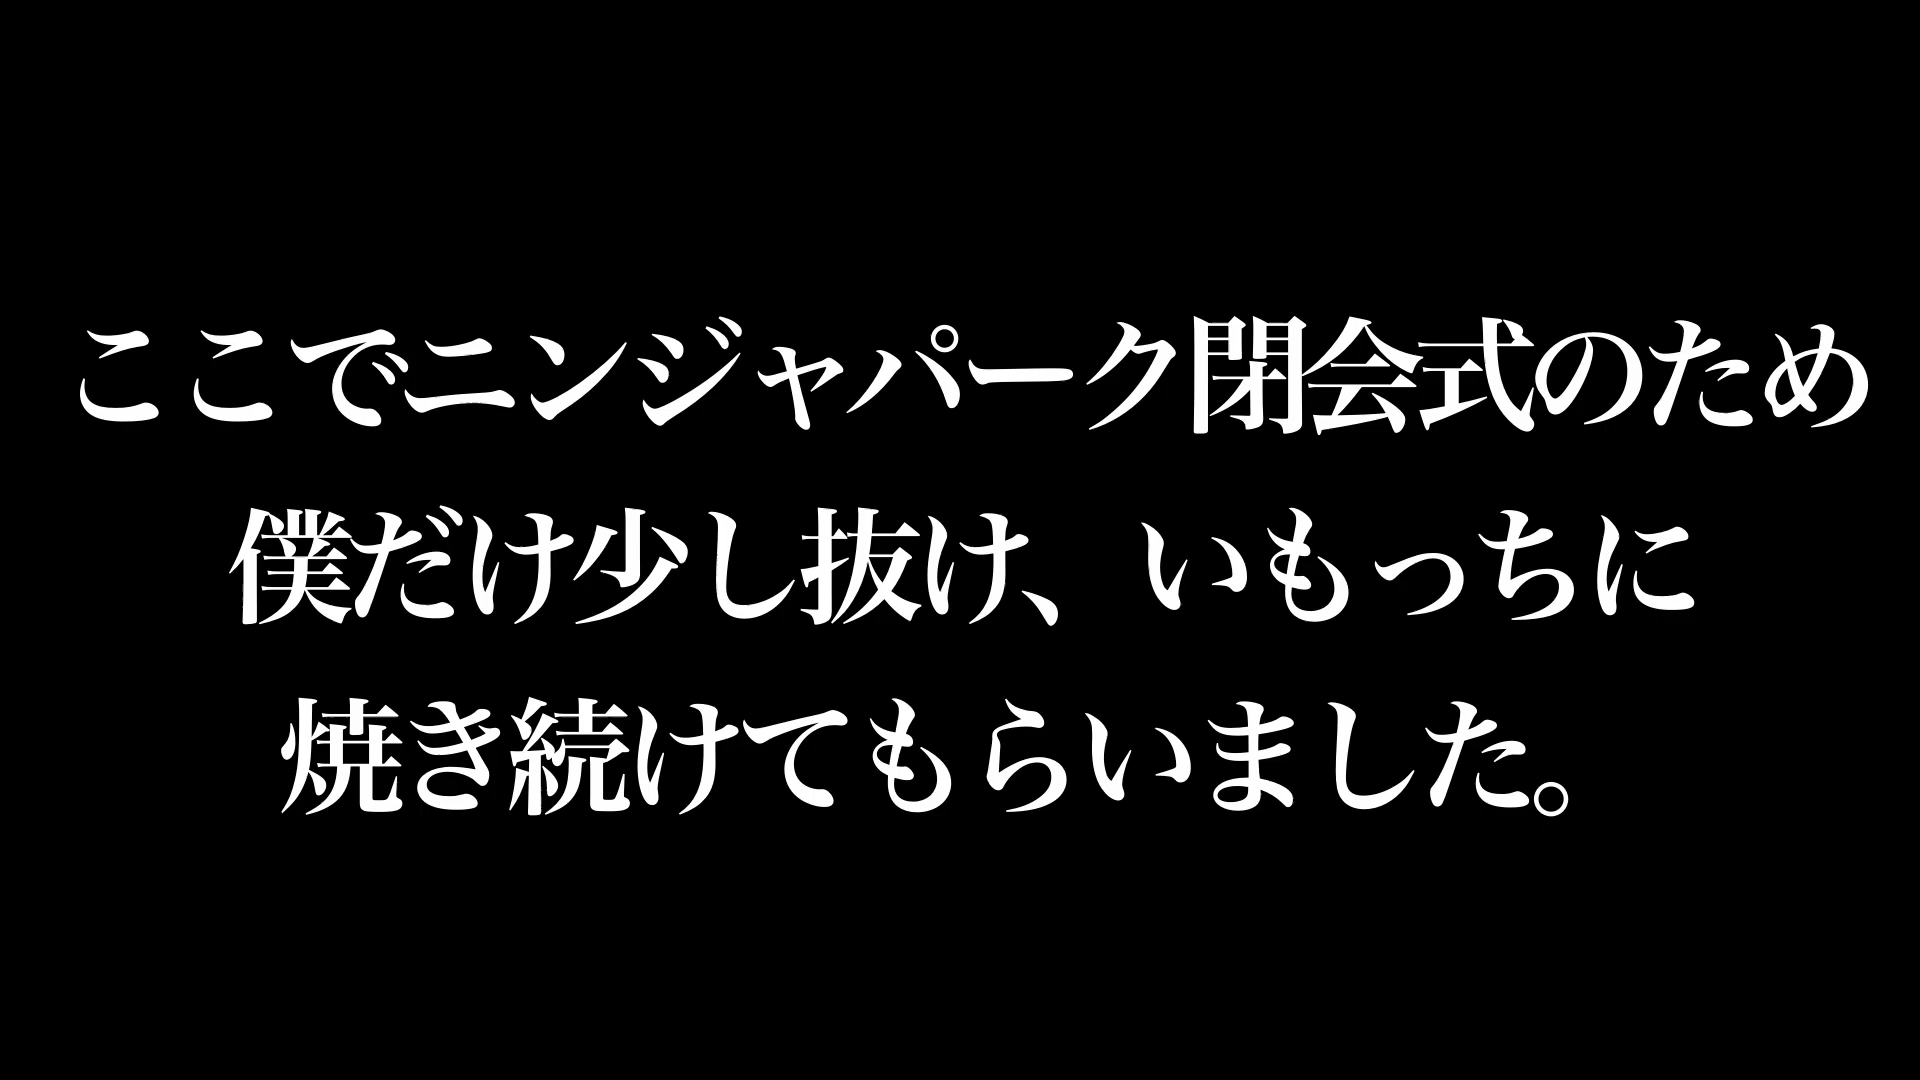 ここでニンジャパーク閉会式のため
僕だけ少し抜け、いもっちに
焼き続けてもらいました。